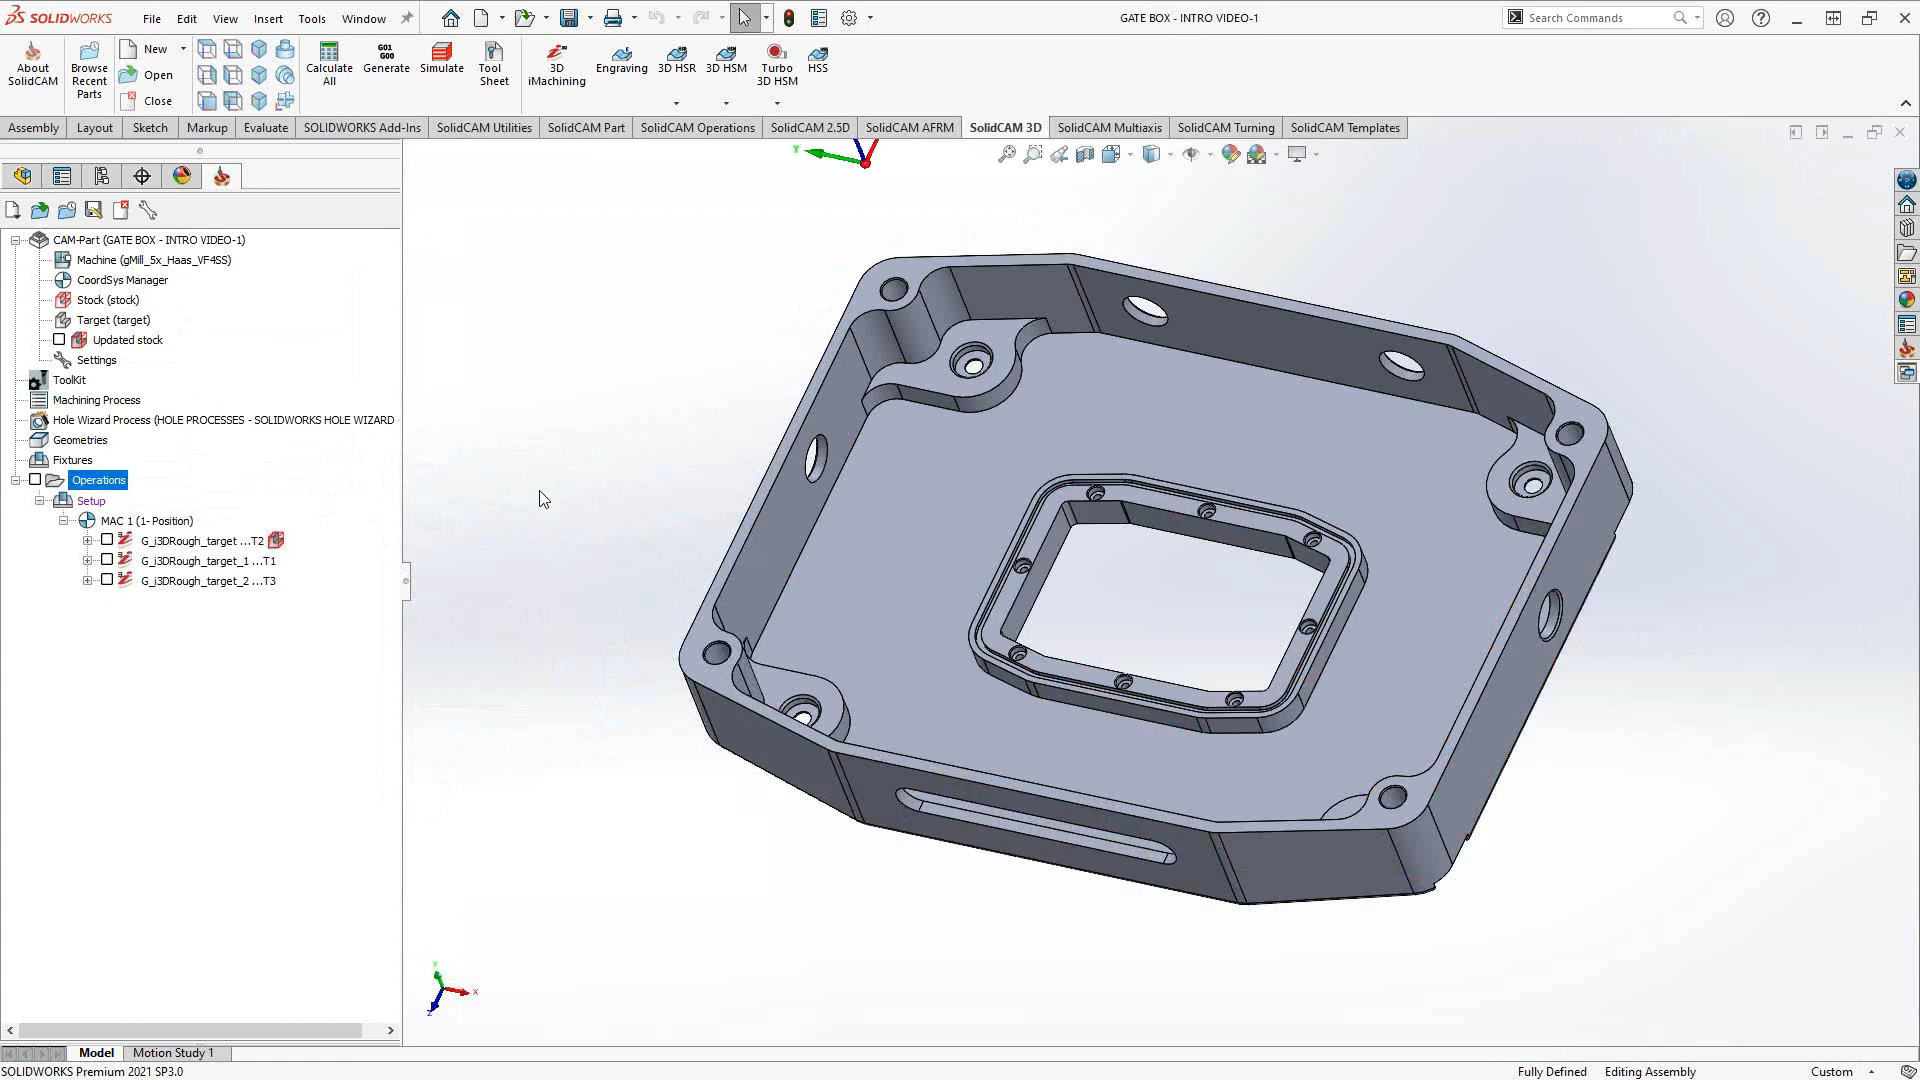 SOLIDWORKS File Edit View Insert Tools Window
GATE BOX - INTRO VIDEO-1
Search Commands
About SolidCAM
Browse Recent Parts
New
Open
Close
Calculate All
G01 G00
Generate
Simulate
Tool Sheet
3D iMachining
Engraving
3D HSR
3D HSM
Turbo 3D HSM
HSS
Assembly Layout Sketch Markup Evaluate SOLIDWORKS Add-Ins SolidCAM Utilities SolidCAM Part SolidCAM Operations SolidCAM 2.5D SolidCAM AFRM SolidCAM 3D SolidCAM Multiaxis SolidCAM Turning SolidCAM Templates
Y
CAM-Part (GATE BOX - INTRO VIDEO-1)
Machine (gMill_5x_Haas_VF4SS)
CoordSys Manager
Stock (stock)
Target (target)
Updated stock
Settings
ToolKit
Machining Process
Hole Wizard Process (HOLE PROCESSES - SOLIDWORKS HOLE WIZARD -
Geometries
Fixtures
Operations
Setup
MAC 1 (1- Position)
G_i3DRough_target ...T2
G_i3DRough_target_1 ...T1
G_i3DRough_target_2 ...T3
Y
X
Z
Model Motion Study 1
SOLIDWORKS Premium 2021 SP3.0
Fully Defined Editing Assembly Custom